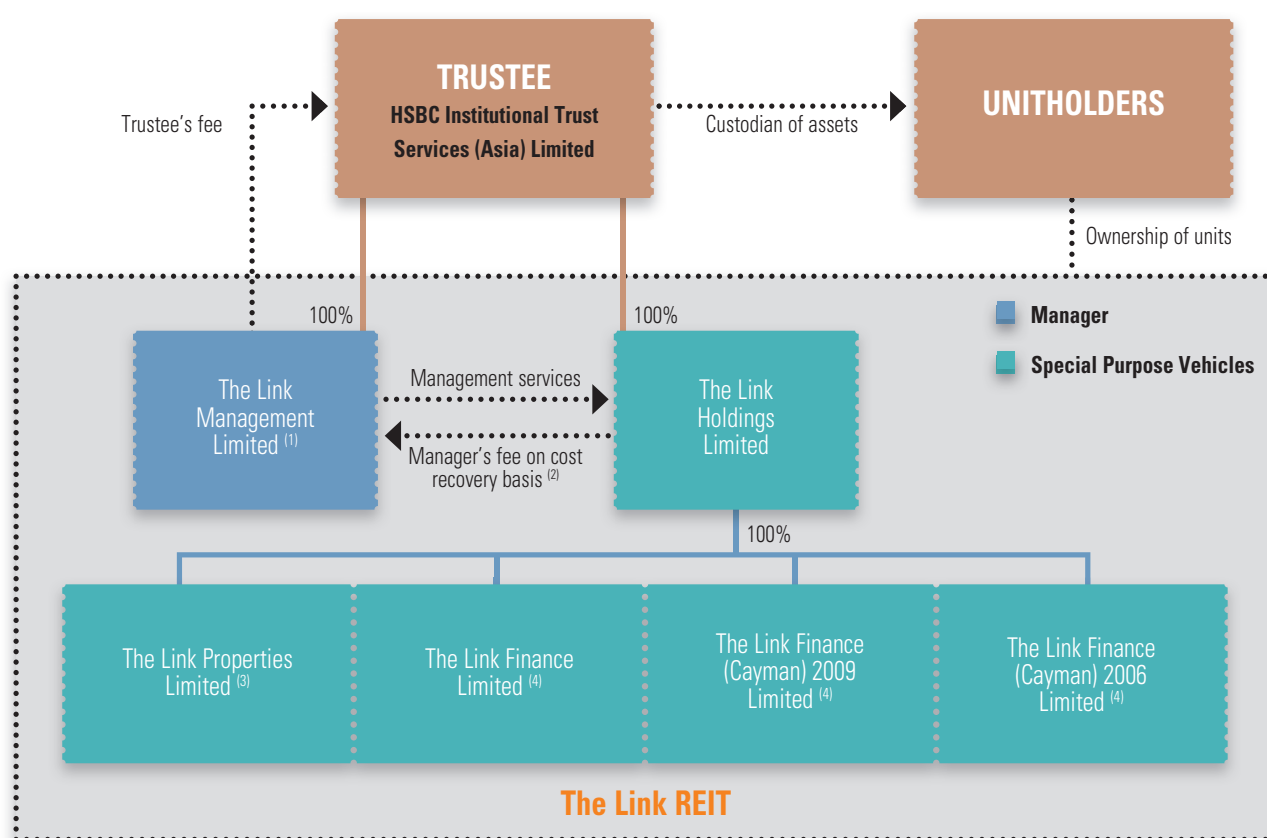 TRUSTEE
HSBC Institutional Trust
Services (Asia) Limited
UNITHOLDERS
Trustee's fee
Custodian of assets
Ownership of units
100%
100%
Manager
Special Purpose Vehicles
The Link
Management
Limited (1)
Management services
Manager's fee on cost
recovery basis (2)
The Link
Holdings
Limited
100%
The Link Properties
Limited (3)
The Link Finance
Limited (4)
The Link Finance
(Cayman) 2009
Limited (4)
The Link Finance
(Cayman) 2006
Limited (4)
The Link REIT